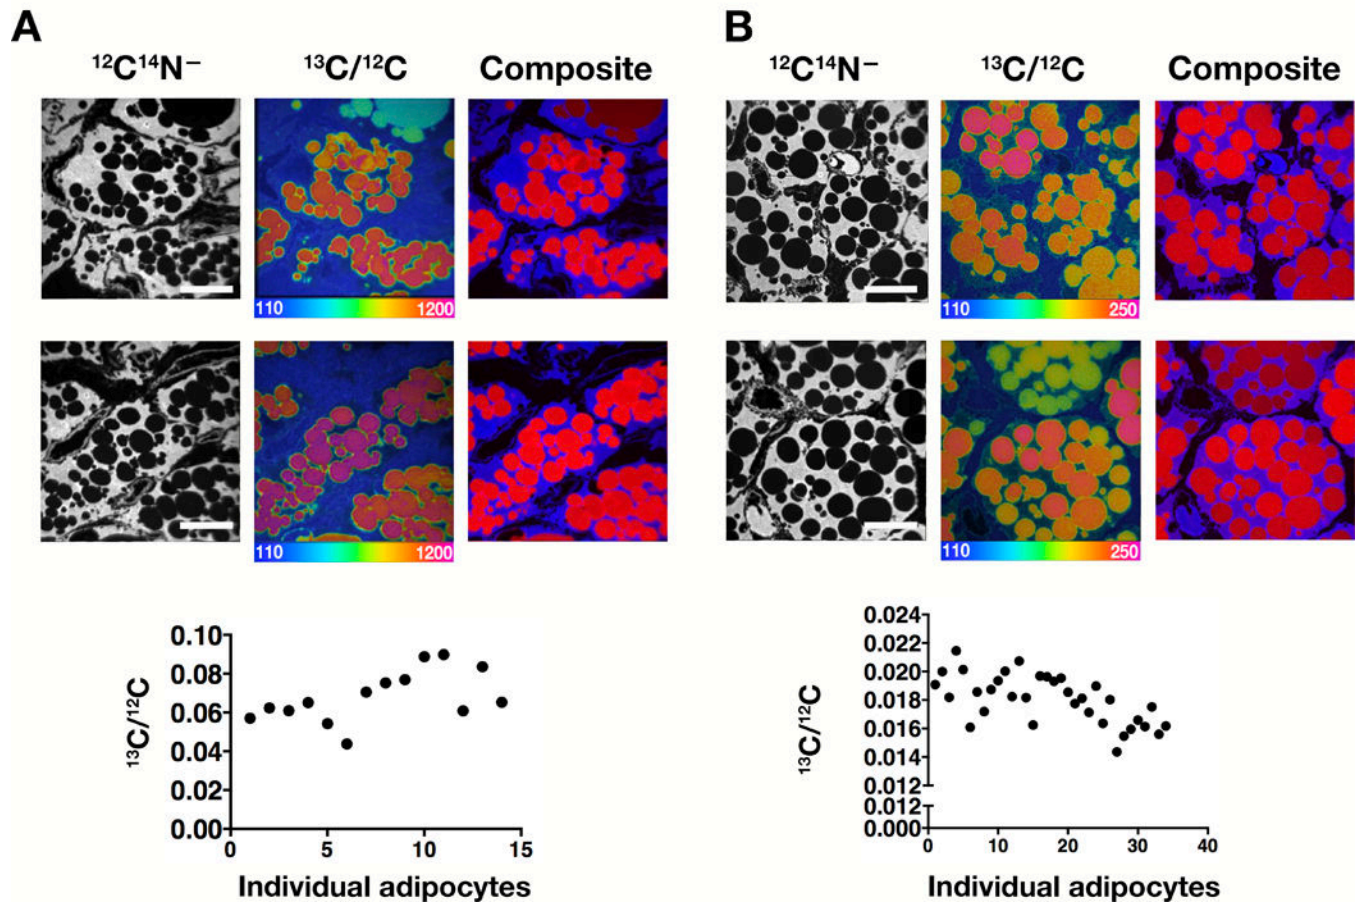 A
B
¹²C¹⁴N⁻ ¹³C/¹²C Composite
¹²C¹⁴N⁻ ¹³C/¹²C Composite
110 1200
110 250
110 1200
110 250
0.10
0.08
0.06
0.04
0.02
0.00
¹³C/¹²C
0 5 10 15
Individual adipocytes
0.024
0.022
0.020
0.018
0.016
0.014
0.012
0.012
0.000
¹³C/¹²C
0 10 20 30 40
Individual adipocytes